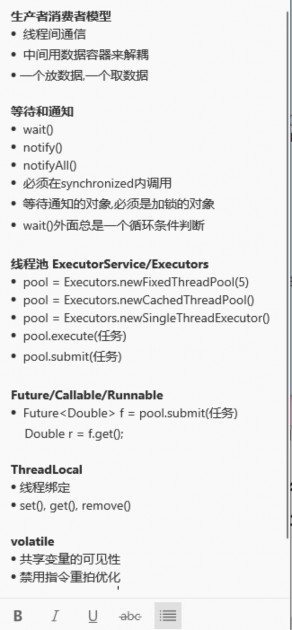 生产者消费者模型
• 线程间通信
• 中间用数据容器来解耦
• 一个放数据,一个取数据
等待和通知
• wait()
• notify()
• notifyAll()
• 必须在synchronized内调用
• 等待通知的对象,必须是加锁的对象
• wait()外面总是一个循环条件判断
线程池 ExecutorService/Executors
• pool = Executors.newFixedThreadPool(5)
• pool = Executors.newCachedThreadPool()
• pool = Executors.newSingleThreadExecutor()
• pool.execute(任务)
• pool.submit(任务)
Future/Callable/Runnable
• Future<Double> f = pool.submit(任务)
Double r = f.get();
ThreadLocal
• 线程绑定
• set(), get(), remove()
volatile
• 共享变量的可见性
• 禁用指令重拍优化
B I U abc